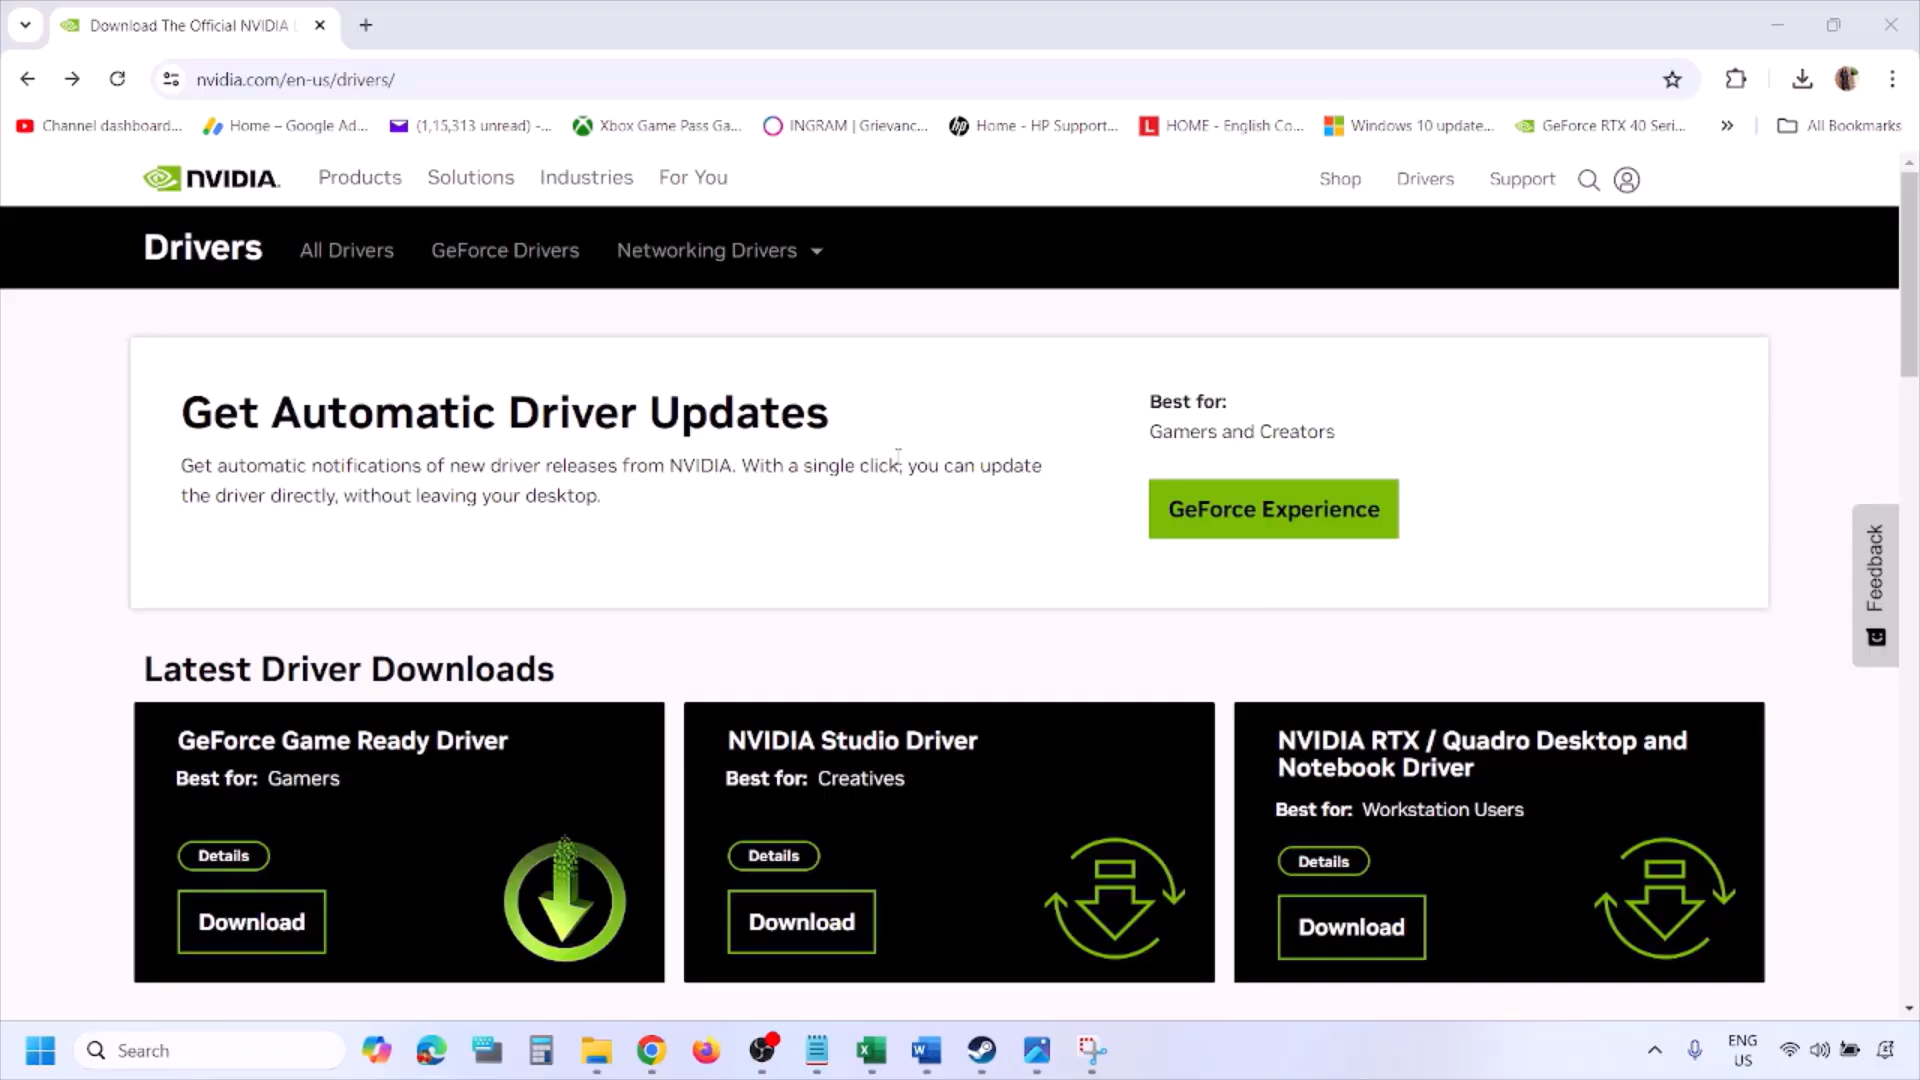 Download The Official NVIDIA
nvidia.com/en-us/drivers/
Channel dashboard...
Home – Google Ad...
(1,15,313 unread) -...
Xbox Game Pass Ga...
INGRAM | Grievanc...
Home - HP Support...
HOME - English Co...
Windows 10 update...
GeForce RTX 40 Seri...
All Bookmarks
NVIDIA.
Products
Solutions
Industries
For You
Shop
Drivers
Support
Drivers
All Drivers
GeForce Drivers
Networking Drivers
Get Automatic Driver Updates
Get automatic notifications of new driver releases from NVIDIA. With a single click, you can update
the driver directly, without leaving your desktop.
Best for:
Gamers and Creators
GeForce Experience
Feedback
Latest Driver Downloads
GeForce Game Ready Driver
Best for: Gamers
Details
Download
NVIDIA Studio Driver
Best for: Creatives
Details
Download
NVIDIA RTX / Quadro Desktop and
Notebook Driver
Best for: Workstation Users
Details
Download
Search
ENG
US